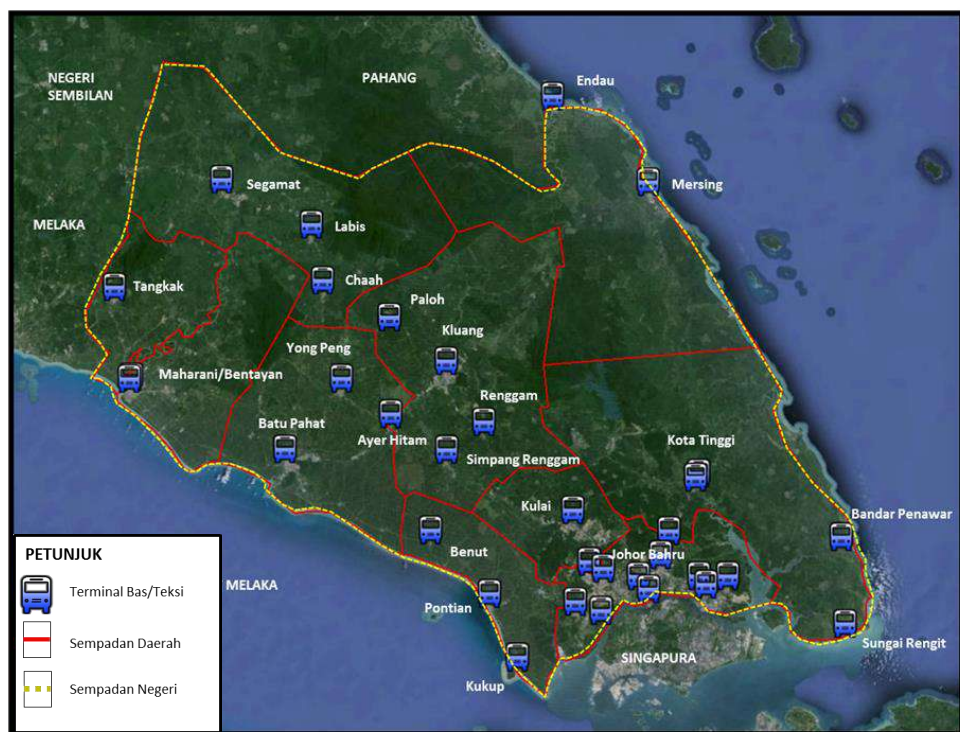 NEGERI
SEMBILAN
PAHANG
Endau
Segamat
Mersing
MELAKA
Labis
Tangkak
Chaah
Paloh
Kluang
Yong Peng
Maharani/Bentayan
Renggam
Batu Pahat
Ayer Hitam
Kota Tinggi
Simpang Renggam
Kulai
Bandar Penawar
Benut
Johor Bahru
PETUNJUK
Terminal Bas/Teksi
Sempadan Daerah
Sempadan Negeri
MELAKA
Pontian
Sungai Rengit
SINGAPURA
Kukup